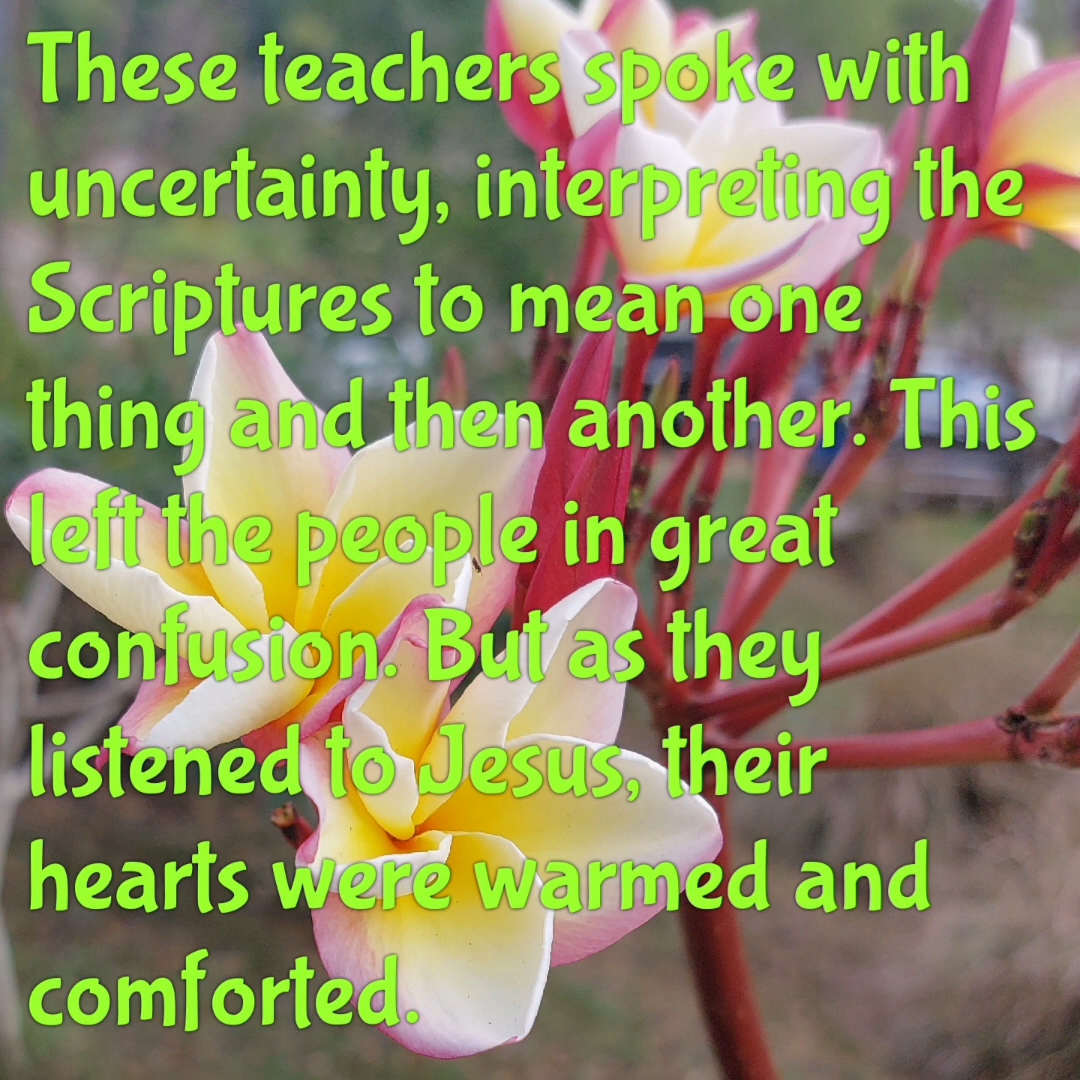 These teachers spoke with
uncertainty, interpreting the
Scriptures to mean one
thing and then another. This
left the people in great
confusion. But as they
listened to Jesus, their
hearts were warmed and
comforted.